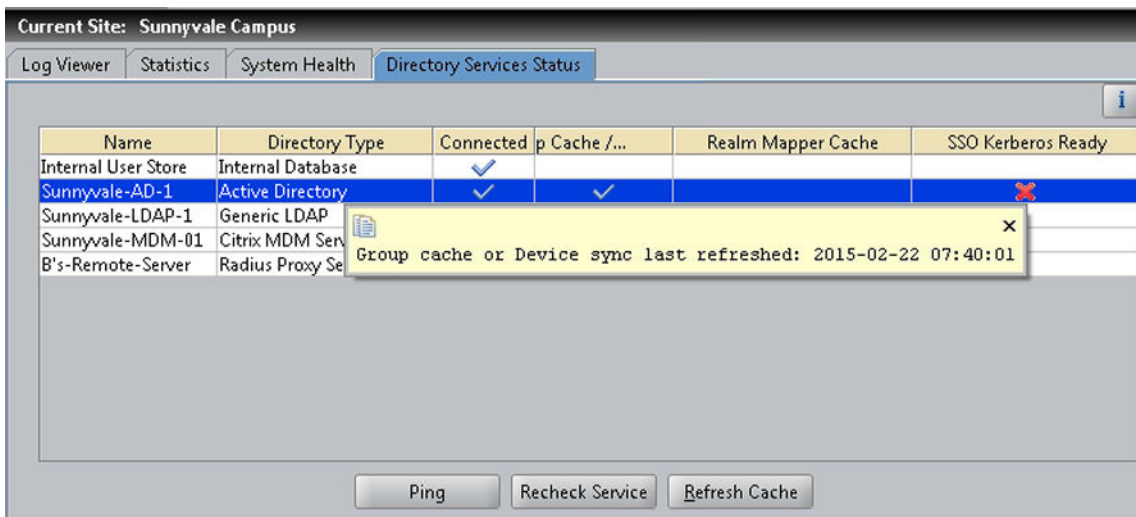 Current Site: Sunnyvale Campus
Log Viewer Statistics System Health Directory Services Status
i
Name Directory Type Connected p Cache /... Realm Mapper Cache SSO Kerberos Ready
Internal User Store Internal Database
Sunnyvale-AD-1 Active Directory
Sunnyvale-LDAP-1 Generic LDAP
Sunnyvale-MDM-01 Citrix MDM Ser
B's-Remote-Server Radius Proxy Se
Group cache or Device sync last refreshed: 2015-02-22 07:40:01
Ping Recheck Service Refresh Cache